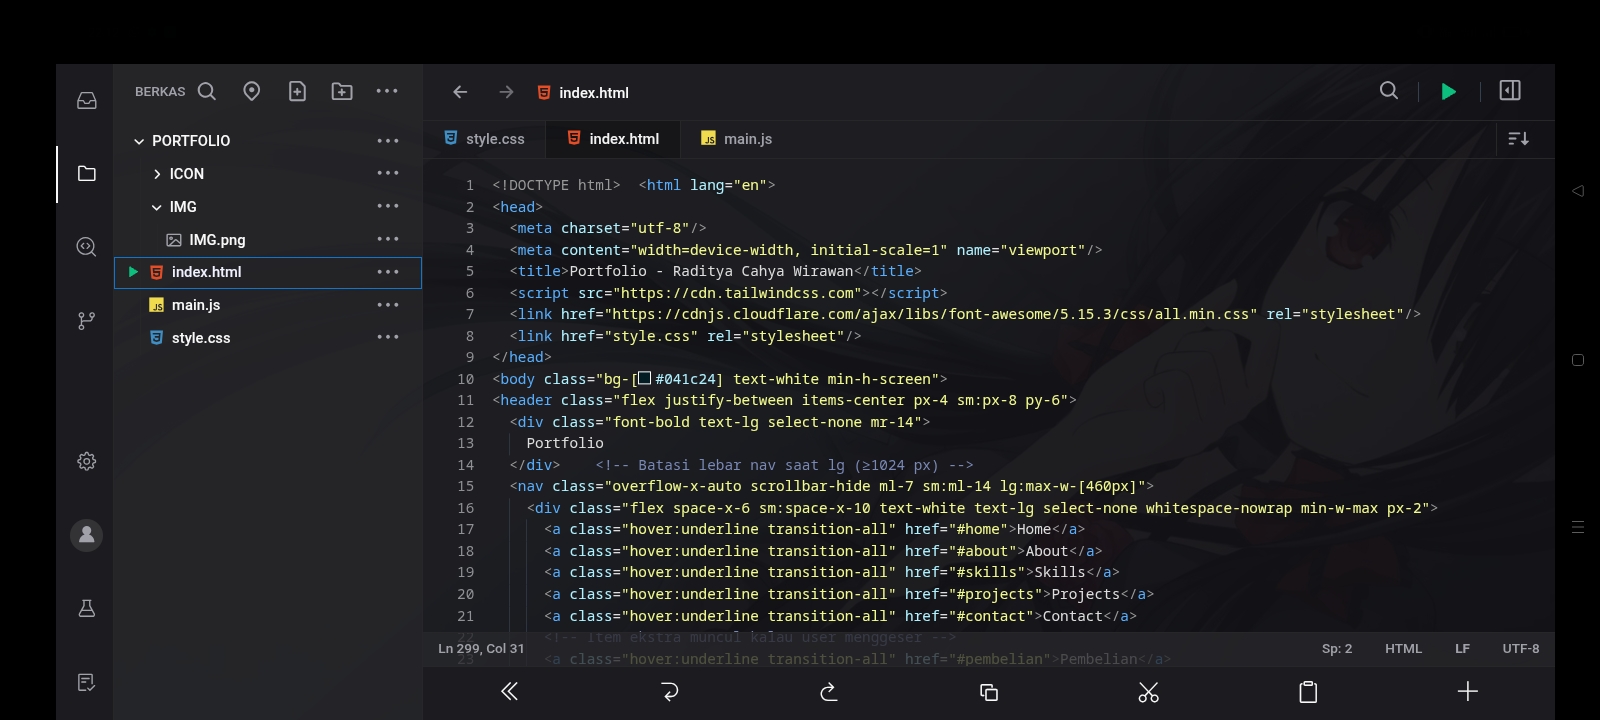 BERKAS
PORTFOLIO
ICON
IMG
IMG.png
index.html
main.js
style.css
index.html
style.css
index.html
main.js
1 <!DOCTYPE html>  <html lang="en">
2 <head>
3   <meta charset="utf-8"/>
4   <meta content="width=device-width, initial-scale=1" name="viewport"/>
5   <title>Portfolio - Raditya Cahya Wirawan</title>
6   <script src="https://cdn.tailwindcss.com"></script>
7   <link href="https://cdnjs.cloudflare.com/ajax/libs/font-awesome/5.15.3/css/all.min.css" rel="stylesheet"/>
8   <link href="style.css" rel="stylesheet"/>
9 </head>
10 <body class="bg-[#041c24] text-white min-h-screen">
11 <header class="flex justify-between items-center px-4 sm:px-8 py-6">
12   <div class="font-bold text-lg select-none mr-14">
13     Portfolio
14   </div>    <!-- Batasi lebar nav saat lg (≥1024 px) -->
15   <nav class="overflow-x-auto scrollbar-hide ml-7 sm:ml-14 lg:max-w-[460px]">
16     <div class="flex space-x-6 sm:space-x-10 text-white text-lg select-none whitespace-nowrap min-w-max px-2">
17       <a class="hover:underline transition-all" href="#home">Home</a>
18       <a class="hover:underline transition-all" href="#about">About</a>
19       <a class="hover:underline transition-all" href="#skills">Skills</a>
20       <a class="hover:underline transition-all" href="#projects">Projects</a>
21       <a class="hover:underline transition-all" href="#contact">Contact</a>
22       <!-- Item ekstra muncul kalau user menggeser -->
23       <a class="hover:underline transition-all" href="#pembelian">Pembelian</a>
Ln 299, Col 31
Sp: 2
HTML
LF
UTF-8